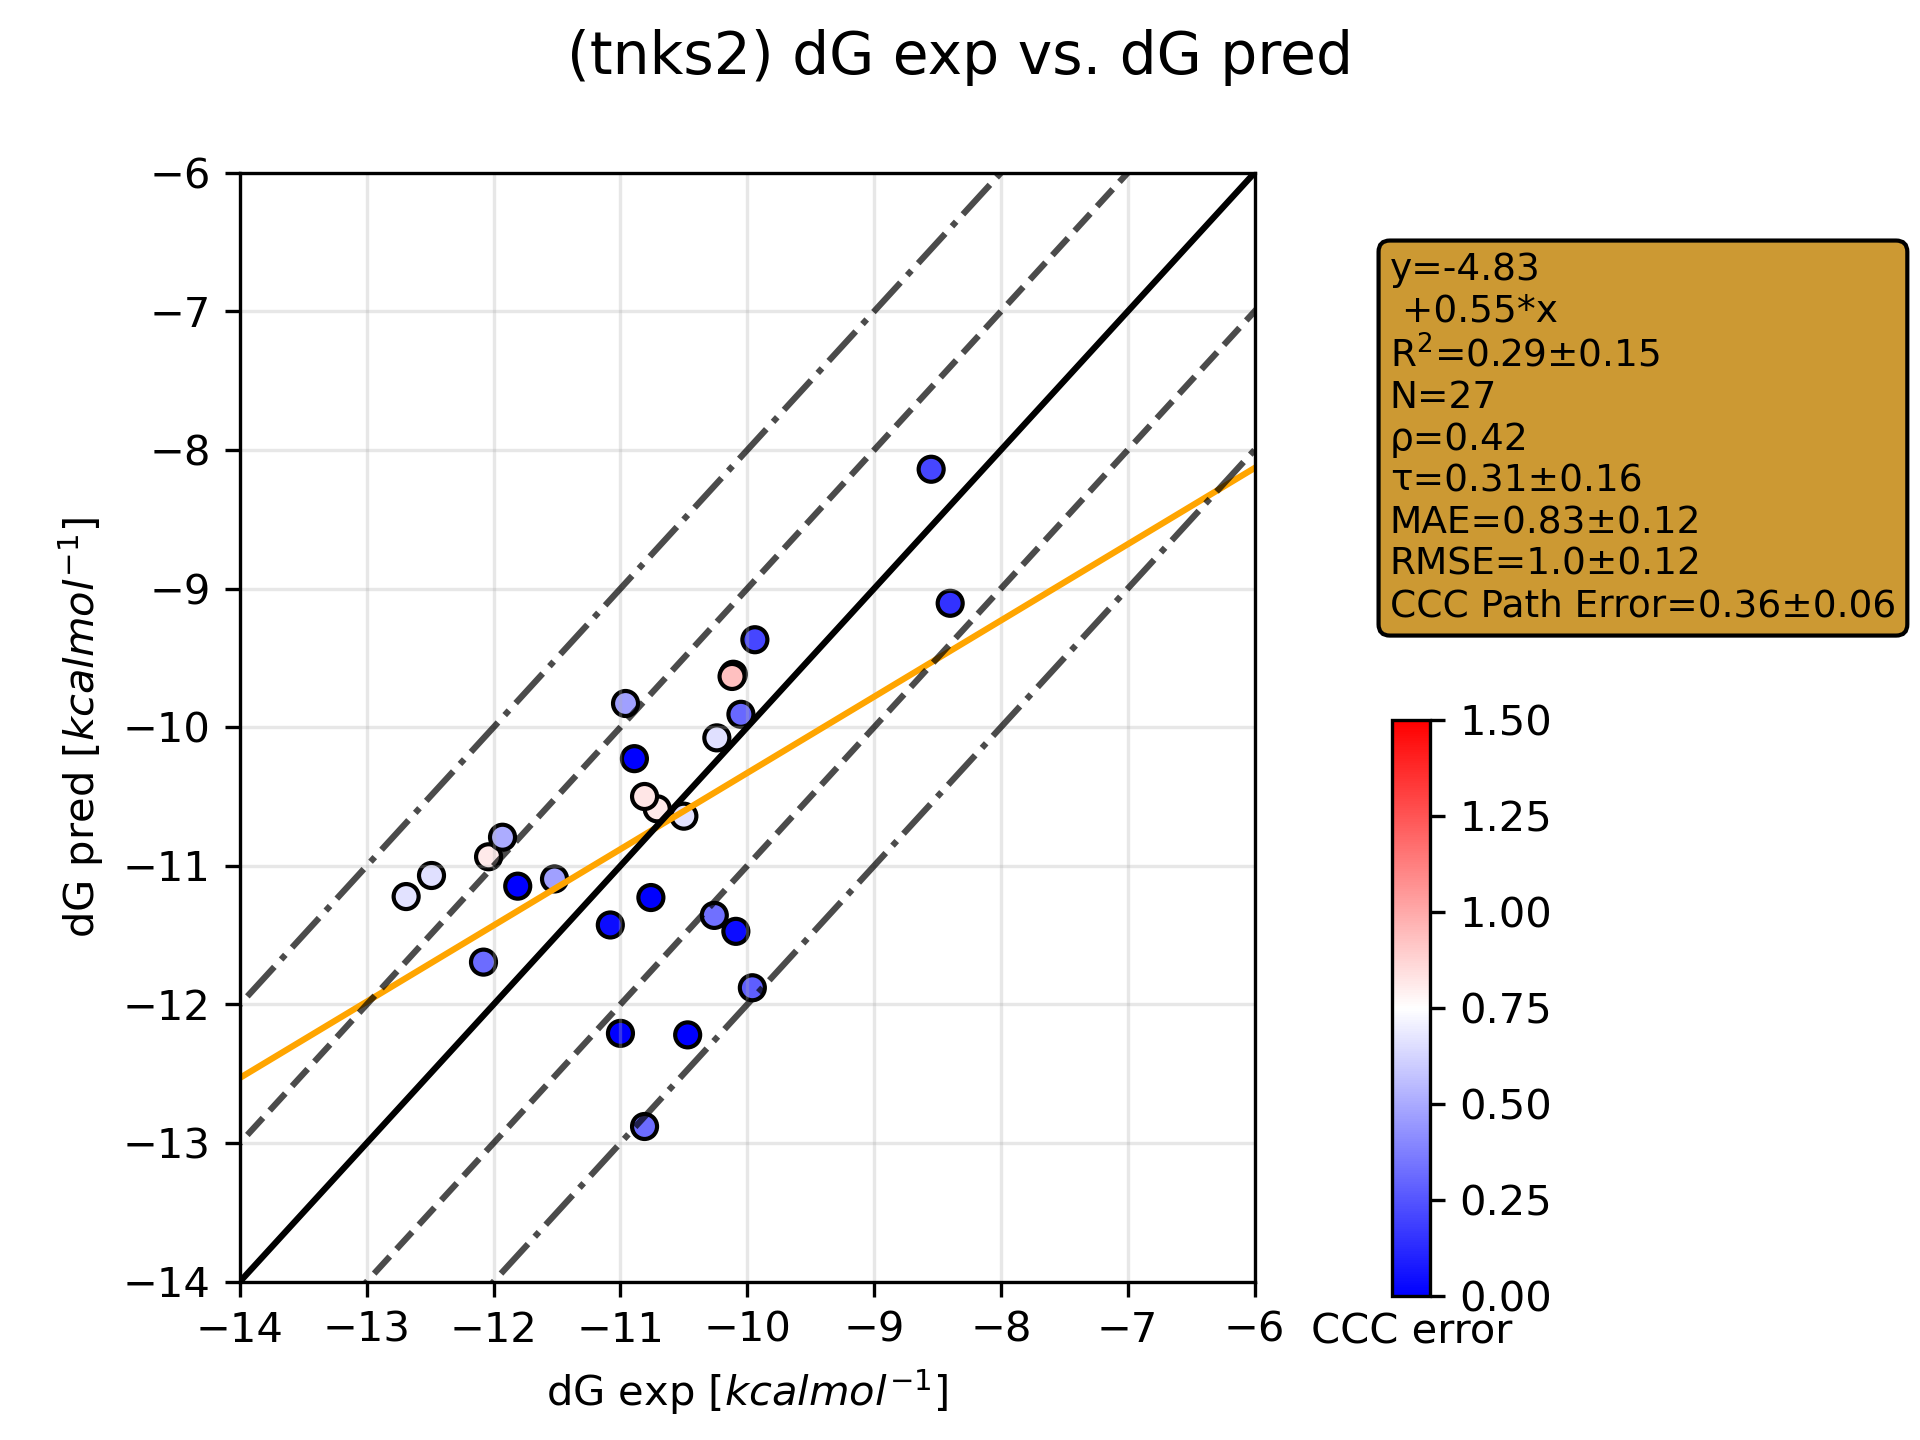 (tnks2) dG exp vs. dG pred
−6
−7
−8
−9
−10
−11
−12
−13
−14
dG pred [kcalmol⁻¹]
−14 −13 −12 −11 −10 −9 −8 −7 −6
dG exp [kcalmol⁻¹]
y=-4.83
+0.55*x
R²=0.29±0.15
N=27
ρ=0.42
τ=0.31±0.16
MAE=0.83±0.12
RMSE=1.0±0.12
CCC Path Error=0.36±0.06
1.50
1.25
1.00
0.75
0.50
0.25
0.00
CCC error